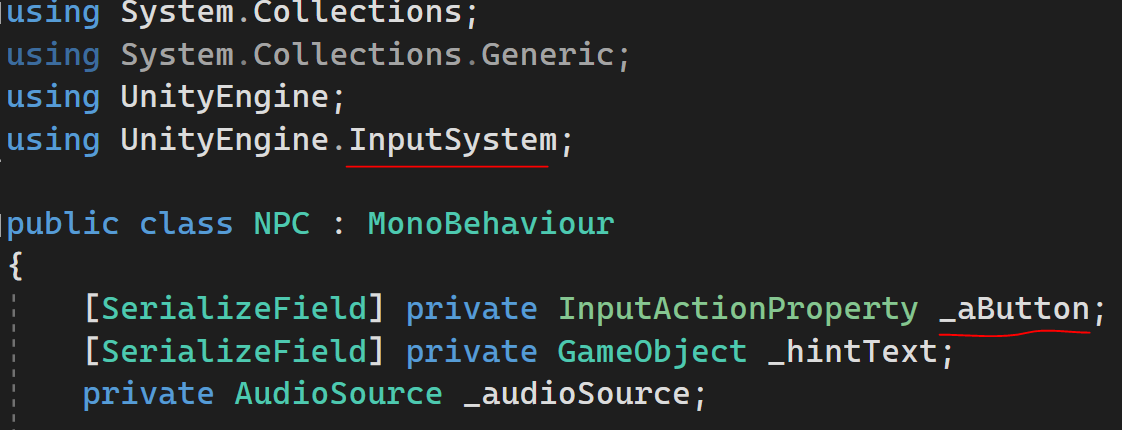 using System.Collections;
using System.Collections.Generic;
using UnityEngine;
using UnityEngine.InputSystem;
public class NPC : MonoBehaviour
{
[SerializeField] private InputActionProperty _aButton;
[SerializeField] private GameObject _hintText;
private AudioSource _audioSource;